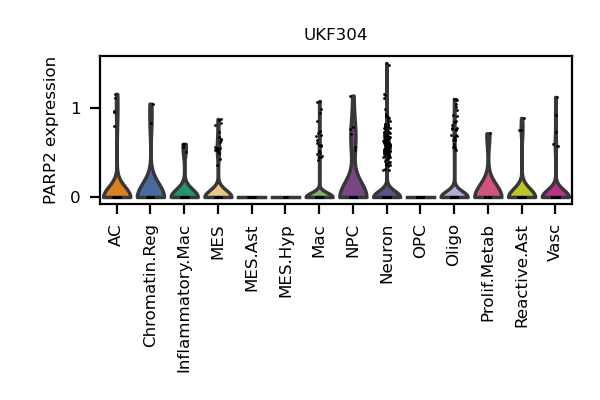 UKF304
PARP2 expression
1
0
AC
Chromatin.Reg
Inflammatory.Mac
MES
MES.Ast
MES.Hyp
Mac
NPC
Neuron
OPC
Oligo
Prolif.Metab
Reactive.Ast
Vasc